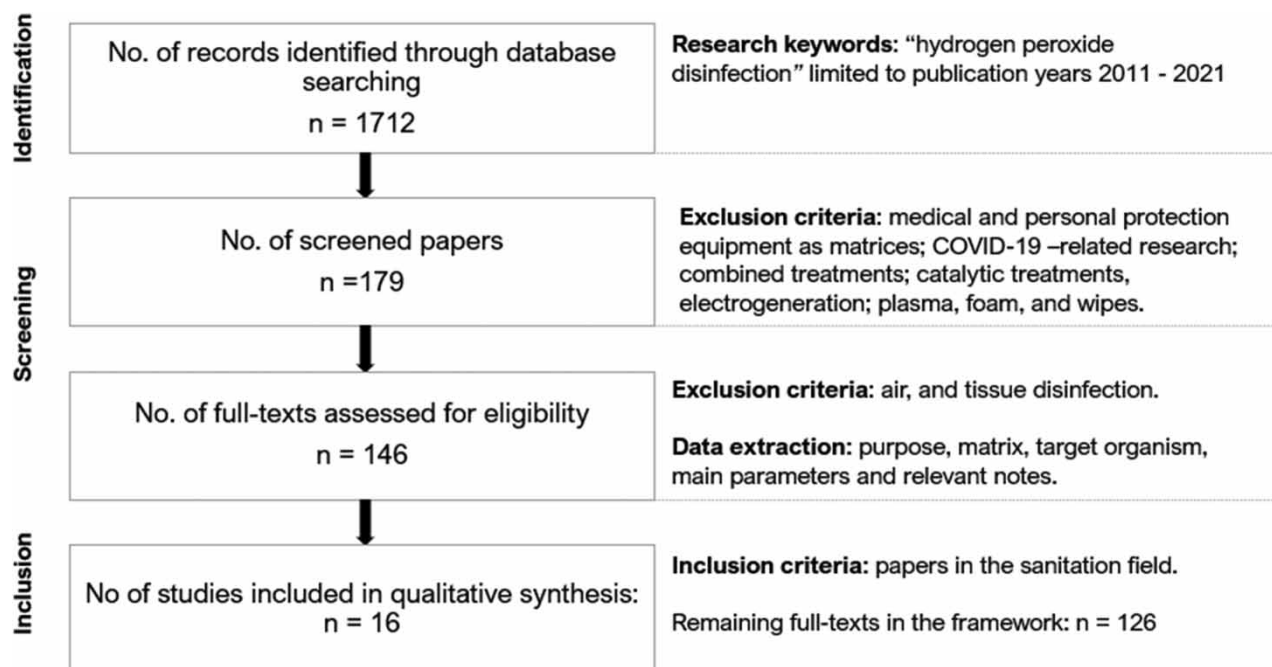 Identification
No. of records identified through database
searching
n = 1712
Research keywords: “hydrogen peroxide
disinfection” limited to publication years 2011 - 2021
Screening
No. of screened papers
n =179
Exclusion criteria: medical and personal protection
equipment as matrices; COVID-19 –related research;
combined treatments; catalytic treatments,
electrogeneration; plasma, foam, and wipes.
No. of full-texts assessed for eligibility
n = 146
Exclusion criteria: air, and tissue disinfection.
Data extraction: purpose, matrix, target organism,
main parameters and relevant notes.
Inclusion
No of studies included in qualitative synthesis:
n = 16
Inclusion criteria: papers in the sanitation field.
Remaining full-texts in the framework: n = 126